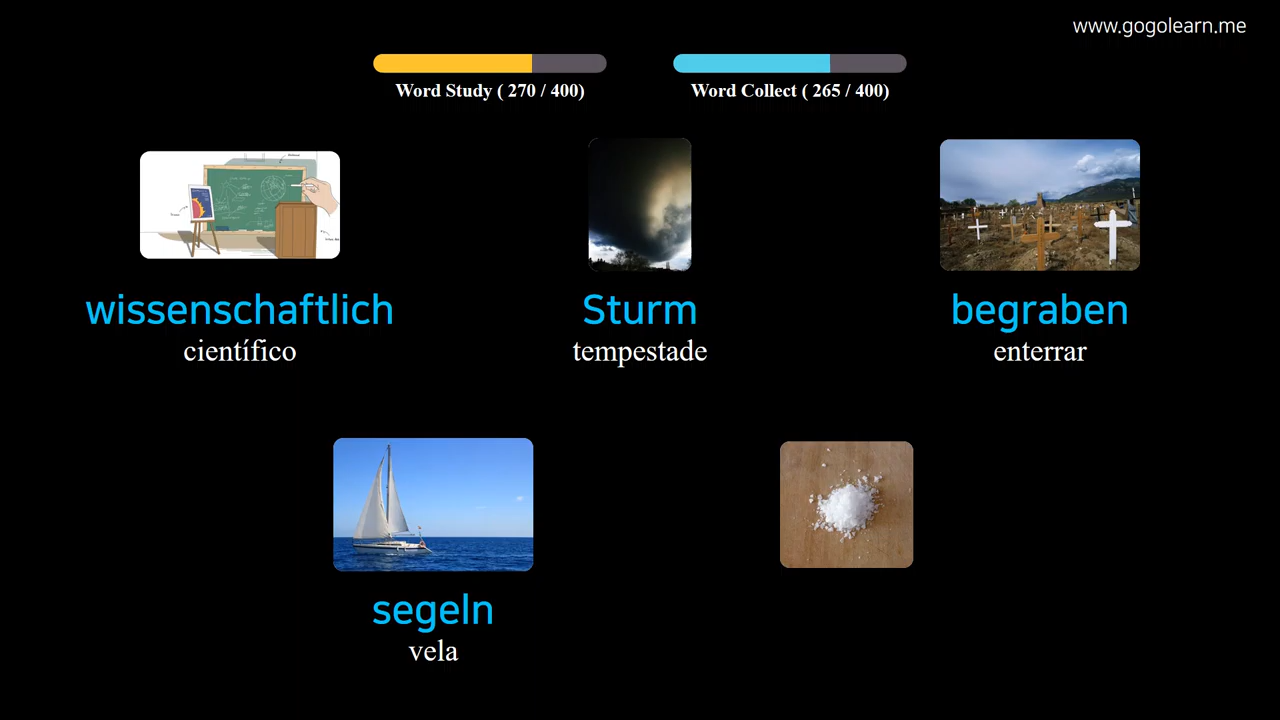 www.gogolearn.me
Word Study ( 270 / 400)
Word Collect ( 265 / 400)
wissenschaftlich
científico
Sturm
tempestade
begraben
enterrar
segeln
vela